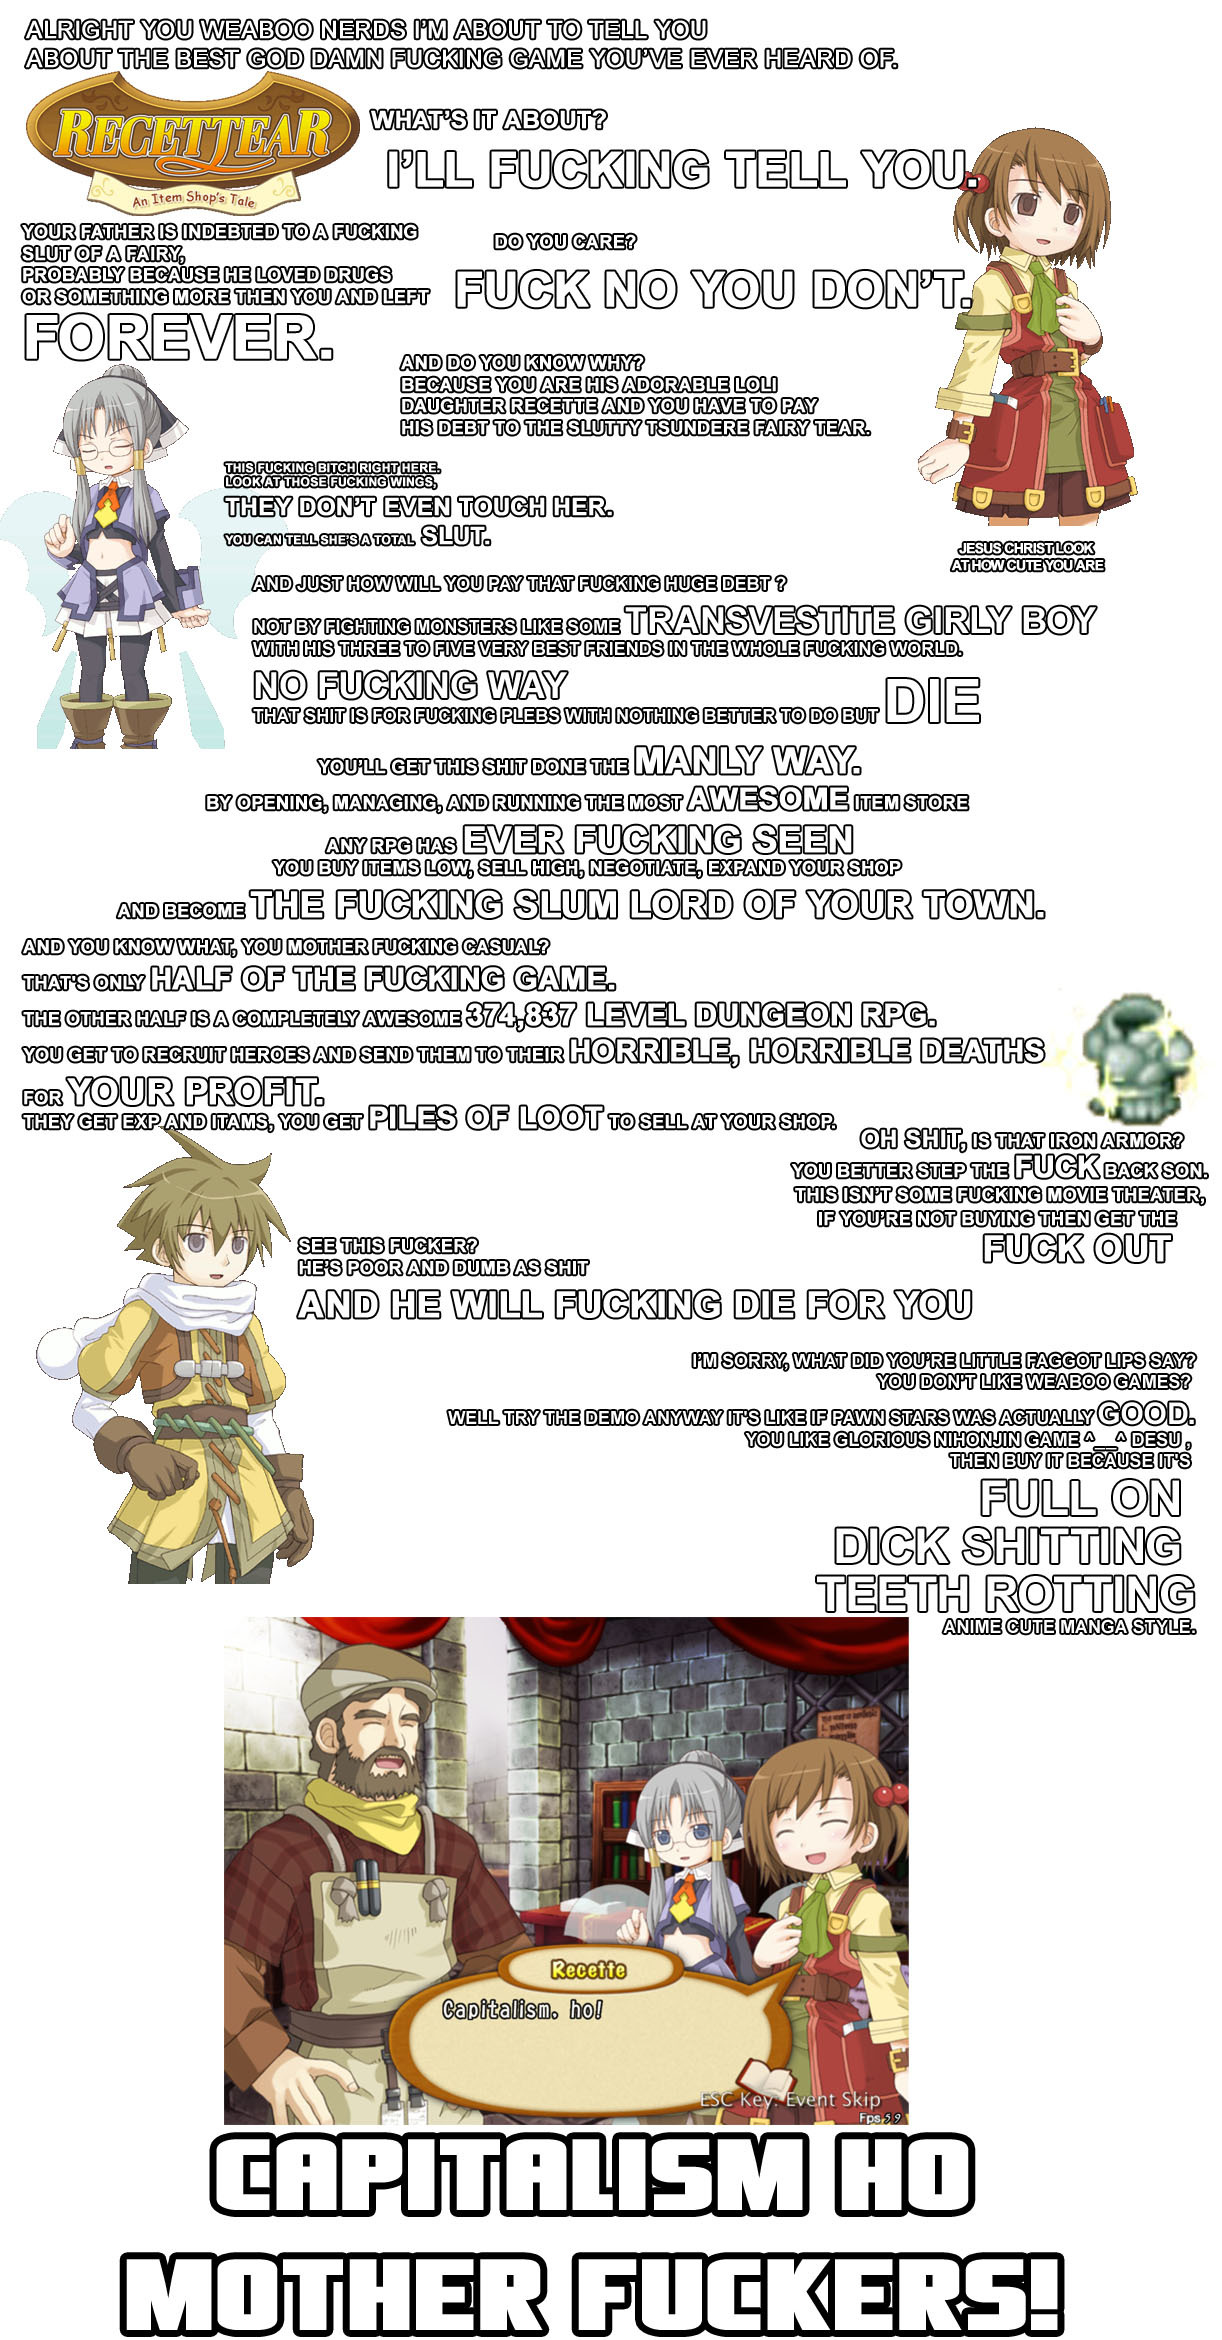 ALRIGHT YOU WEABOO NERDS I'M ABOUT TO TELL YOU
ABOUT THE BEST GOD DAMN FUCKING GAME YOU'VE EVER HEARD OF.
RECETTEAR
An Item Shop's Tale
WHAT'S IT ABOUT?
I'LL FUCKING TELL YOU.
YOUR FATHER IS INDEBTED TO A FUCKING
SLUT OF A FAIRY,
PROBABLY BECAUSE HE LOVED DRUGS
OR SOMETHING MORE THEN YOU AND LEFT
FOREVER.
DO YOU CARE?
FUCK NO YOU DON'T.
AND DO YOU KNOW WHY?
BECAUSE YOU ARE HIS ADORABLE LOLI
DAUGHTER RECETTE AND YOU HAVE TO PAY
HIS DEBT TO THE SLUTTY TSUNDERE FAIRY TEAR.
THIS FUCKING BITCH RIGHT HERE.
LOOK AT THOSE FUCKING WINGS,
THEY DON'T EVEN TOUCH HER.
YOU CAN TELL SHE'S A TOTAL SLUT.
JESUS CHRIST LOOK
AT HOW CUTE YOU ARE
AND JUST HOW WILL YOU PAY THAT FUCKING HUGE DEBT ?
NOT BY FIGHTING MONSTERS LIKE SOME TRANSVESTITE GIRLY BOY
WITH HIS THREE TO FIVE VERY BEST FRIENDS IN THE WHOLE FUCKING WORLD.
NO FUCKING WAY
THAT SHIT IS FOR FUCKING PLEBS WITH NOTHING BETTER TO DO BUT DIE
YOU'LL GET THIS SHIT DONE THE MANLY WAY.
BY OPENING, MANAGING, AND RUNNING THE MOST AWESOME ITEM STORE
ANY RPG HAS EVER FUCKING SEEN
YOU BUY ITEMS LOW, SELL HIGH, NEGOTIATE, EXPAND YOUR SHOP
AND BECOME THE FUCKING SLUM LORD OF YOUR TOWN.
AND YOU KNOW WHAT, YOU MOTHER FUCKING CASUAL?
THAT'S ONLY HALF OF THE FUCKING GAME.
THE OTHER HALF IS A COMPLETELY AWESOME 374,837 LEVEL DUNGEON RPG.
YOU GET TO RECRUIT HEROES AND SEND THEM TO THEIR HORRIBLE, HORRIBLE DEATHS
FOR YOUR PROFIT.
THEY GET EXP AND ITAMS, YOU GET PILES OF LOOT TO SELL AT YOUR SHOP.
OH SHIT, IS THAT IRON ARMOR?
YOU BETTER STEP THE FUCK BACK SON.
THIS ISN'T SOME FUCKING MOVIE THEATER,
IF YOU'RE NOT BUYING THEN GET THE
FUCK OUT
SEE THIS FUCKER?
HE'S POOR AND DUMB AS SHIT
AND HE WILL FUCKING DIE FOR YOU
I'M SORRY, WHAT DID YOU'RE LITTLE FAGGOT LIPS SAY?
YOU DON'T LIKE WEABOO GAMES?
WELL TRY THE DEMO ANYWAY IT'S LIKE IF PAWN STARS WAS ACTUALLY GOOD.
YOU LIKE GLORIOUS NIHONJIN GAME ^__^ DESU ,
THEN BUY IT BECAUSE IT'S
FULL ON
DICK SHITTING
TEETH ROTTING
ANIME CUTE MANGA STYLE.
Recette
Capitalism, ho!
ESC Key: Event Skip
Fps 59
CAPITALISM HO
MOTHER FUCKERS!